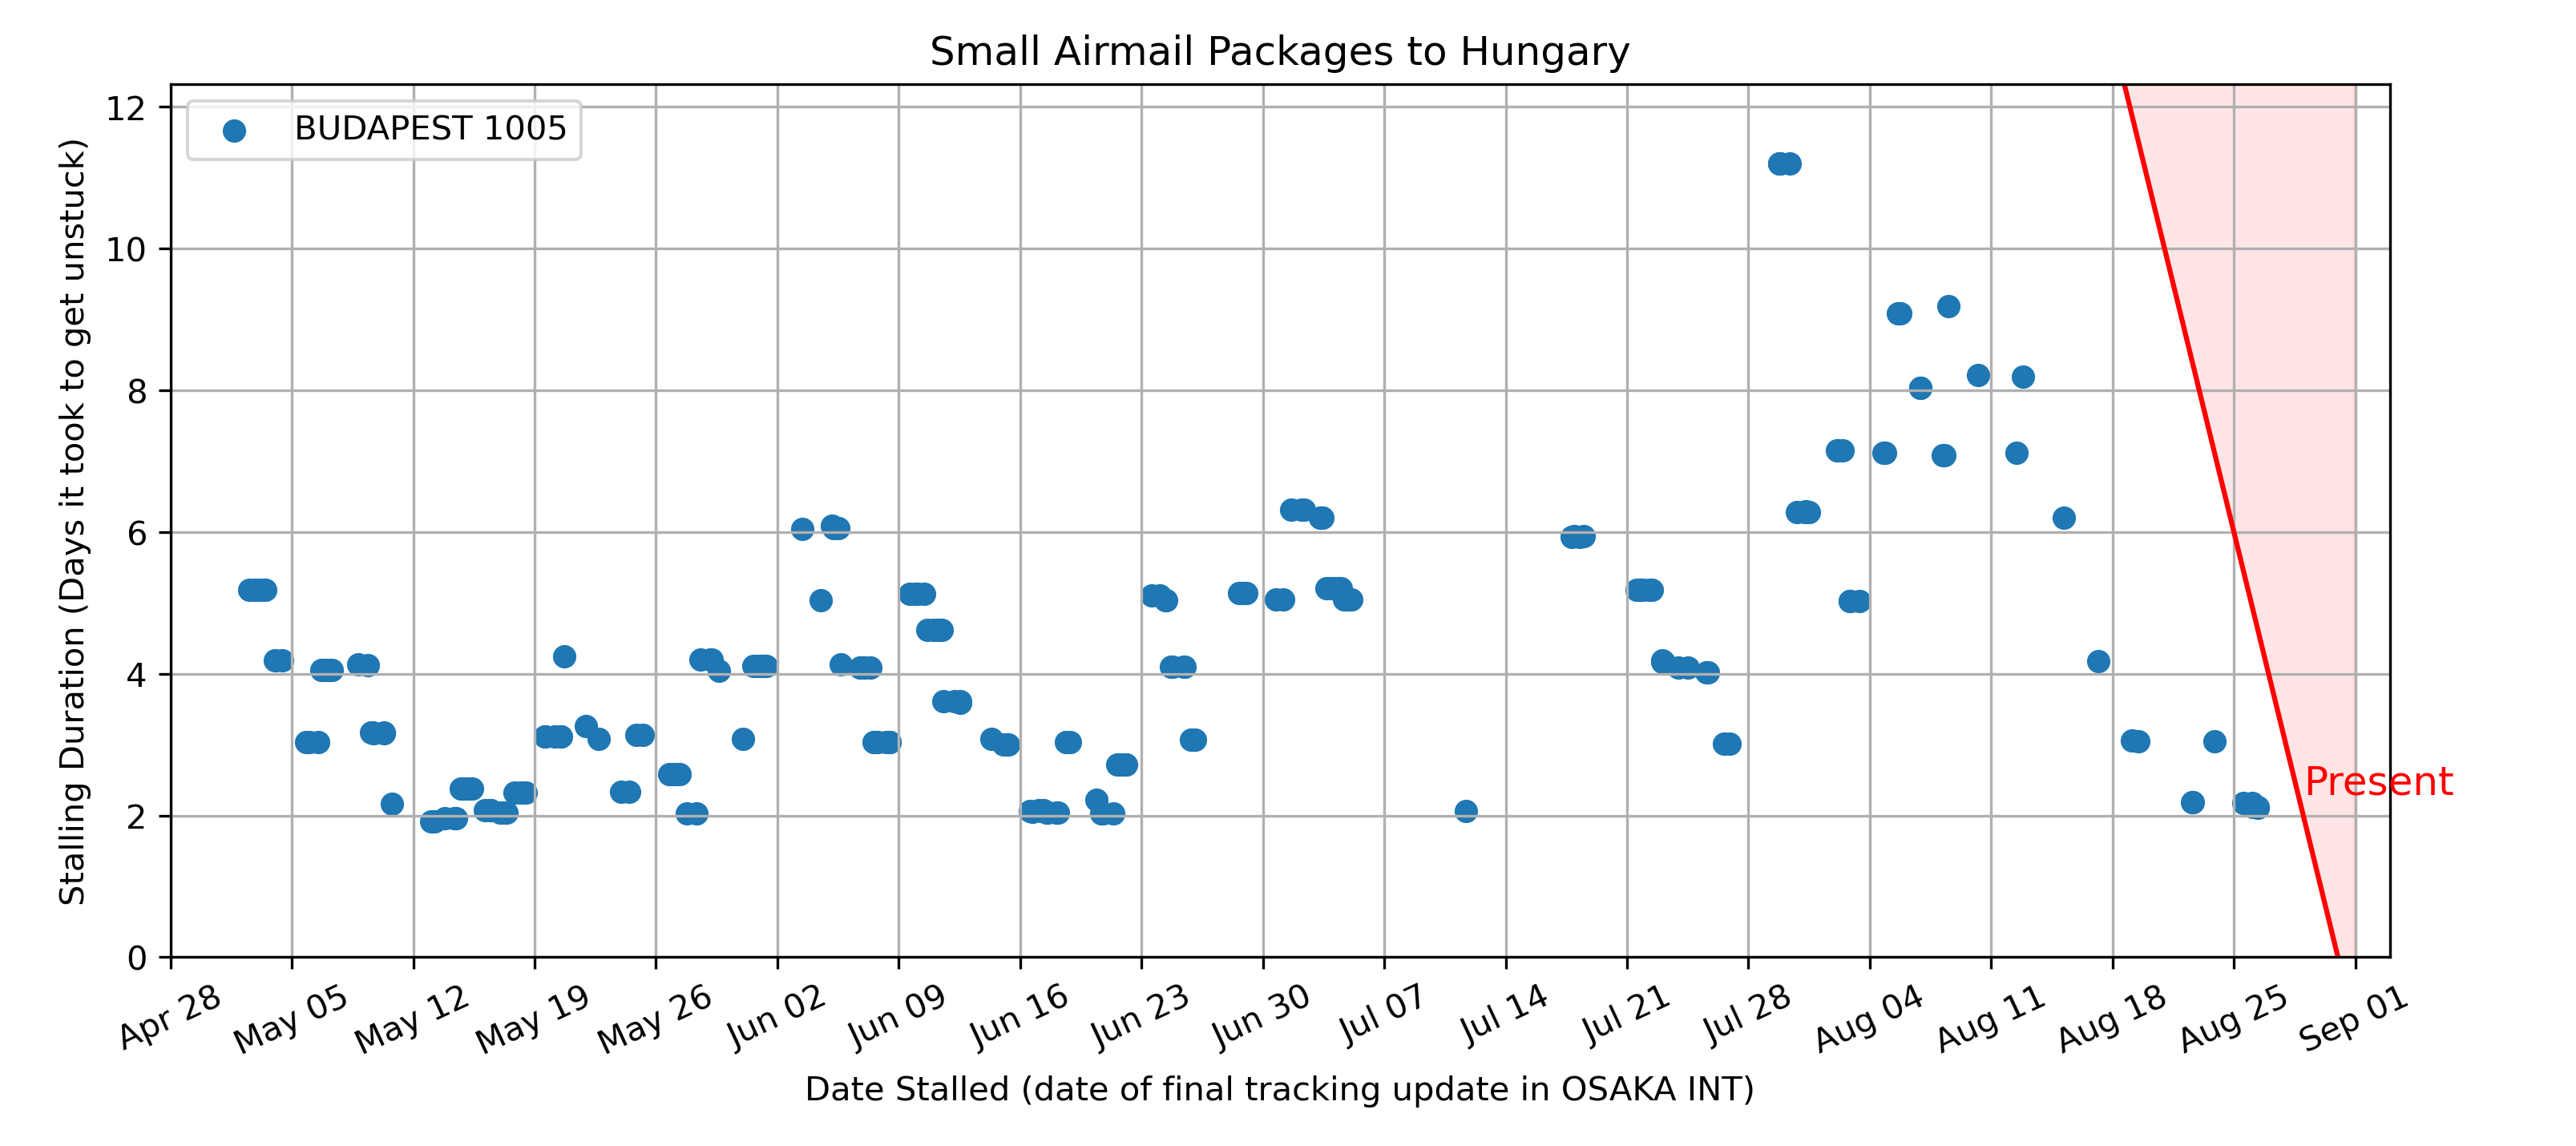 Small Airmail Packages to Hungary
BUDAPEST 1005
Stalling Duration (Days it took to get unstuck)
12
10
8
6
4
2
0
Present
Apr 28
May 05
May 12
May 19
May 26
Jun 02
Jun 09
Jun 16
Jun 23
Jun 30
Jul 07
Jul 14
Jul 21
Jul 28
Aug 04
Aug 11
Aug 18
Aug 25
Sep 01
Date Stalled (date of final tracking update in OSAKA INT)